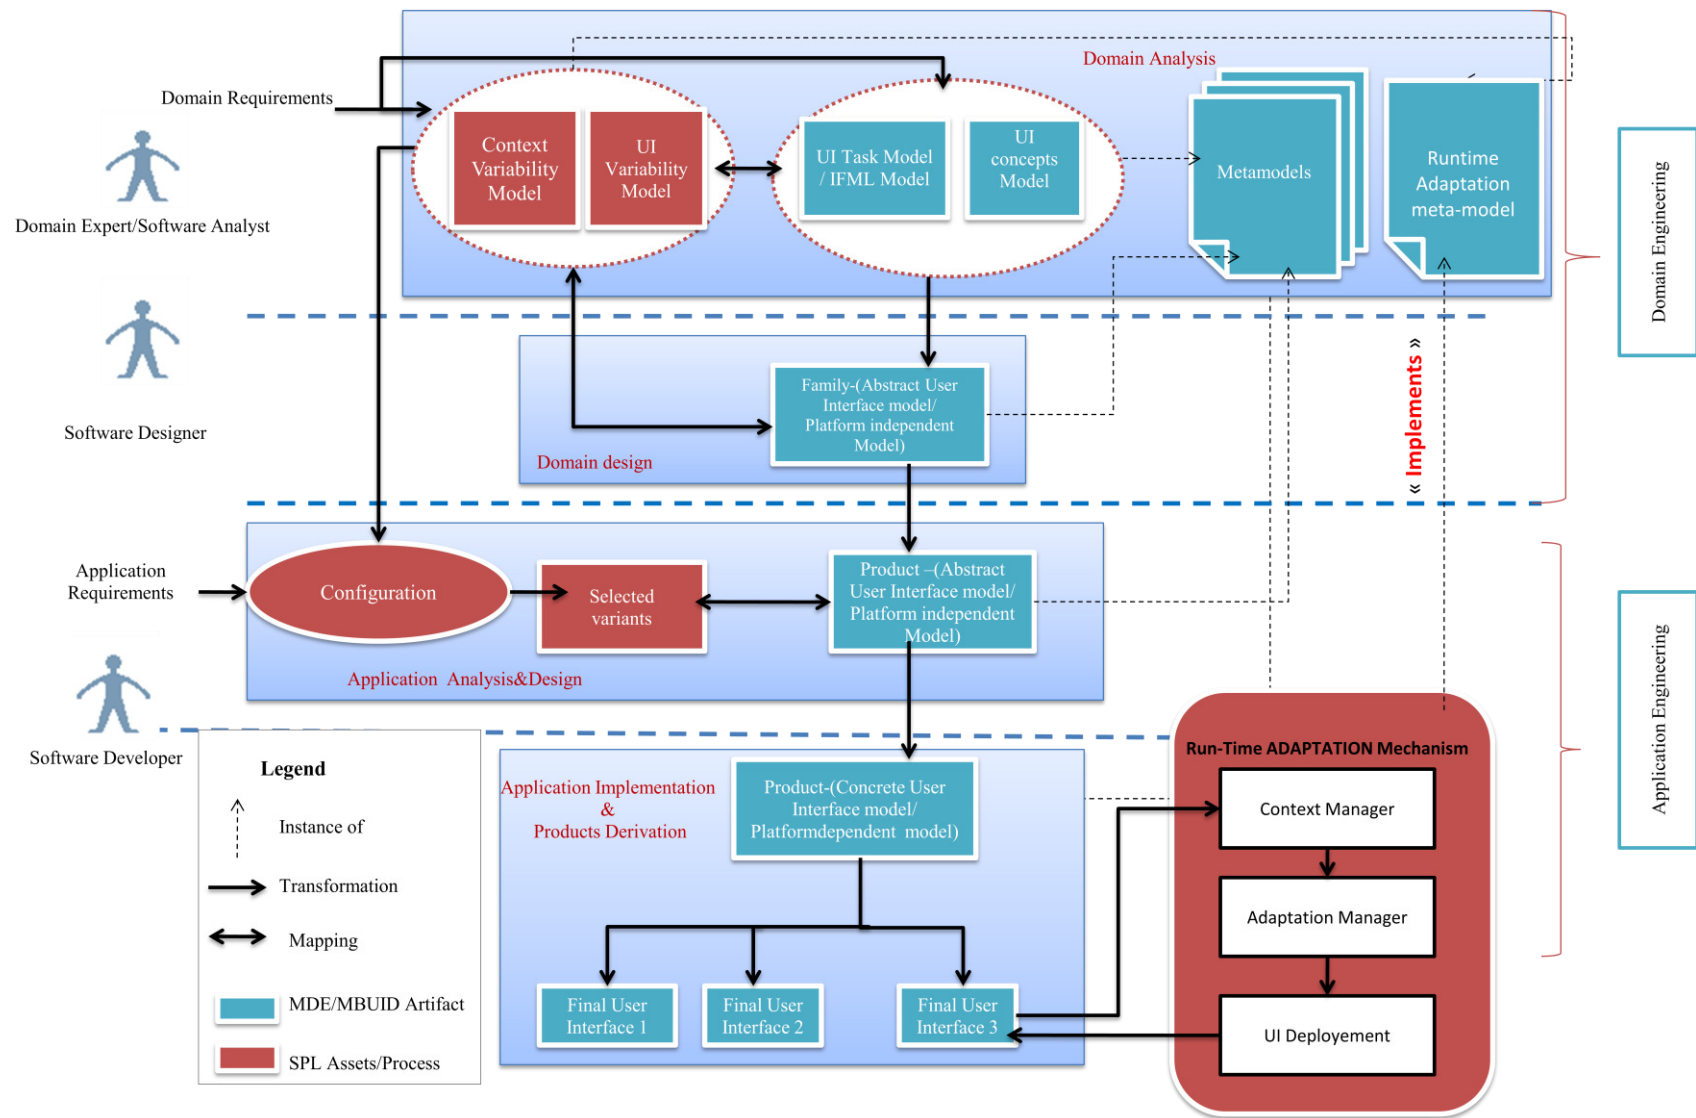 Domain Analysis
Domain Requirements
Context
Variability
Model
UI
Variability
Model
UI Task Model
/ IFML Model
UI
concepts
Model
Metamodels
Runtime
Adaptation
meta-model
Domain Expert/Software Analyst
Domain Engineering
Software Designer
Family-(Abstract User
Interface model/
Platform independent
Model)
Domain design
« Implements »
Application
Requirements
Configuration
Selected
variants
Product –(Abstract
User Interface model/
Platform independent
Model)
Application Analysis&Design
Application Engineering
Software Developer
Legend
Instance of
Transformation
Mapping
MDE/MBUID Artifact
SPL Assets/Process
Application Implementation
&
Products Derivation
Product-(Concrete User
Interface model/
Platformdependent model)
Final User
Interface 1
Final User
Interface 2
Final User
Interface 3
Run-Time ADAPTATION Mechanism
Context Manager
Adaptation Manager
UI Deployement